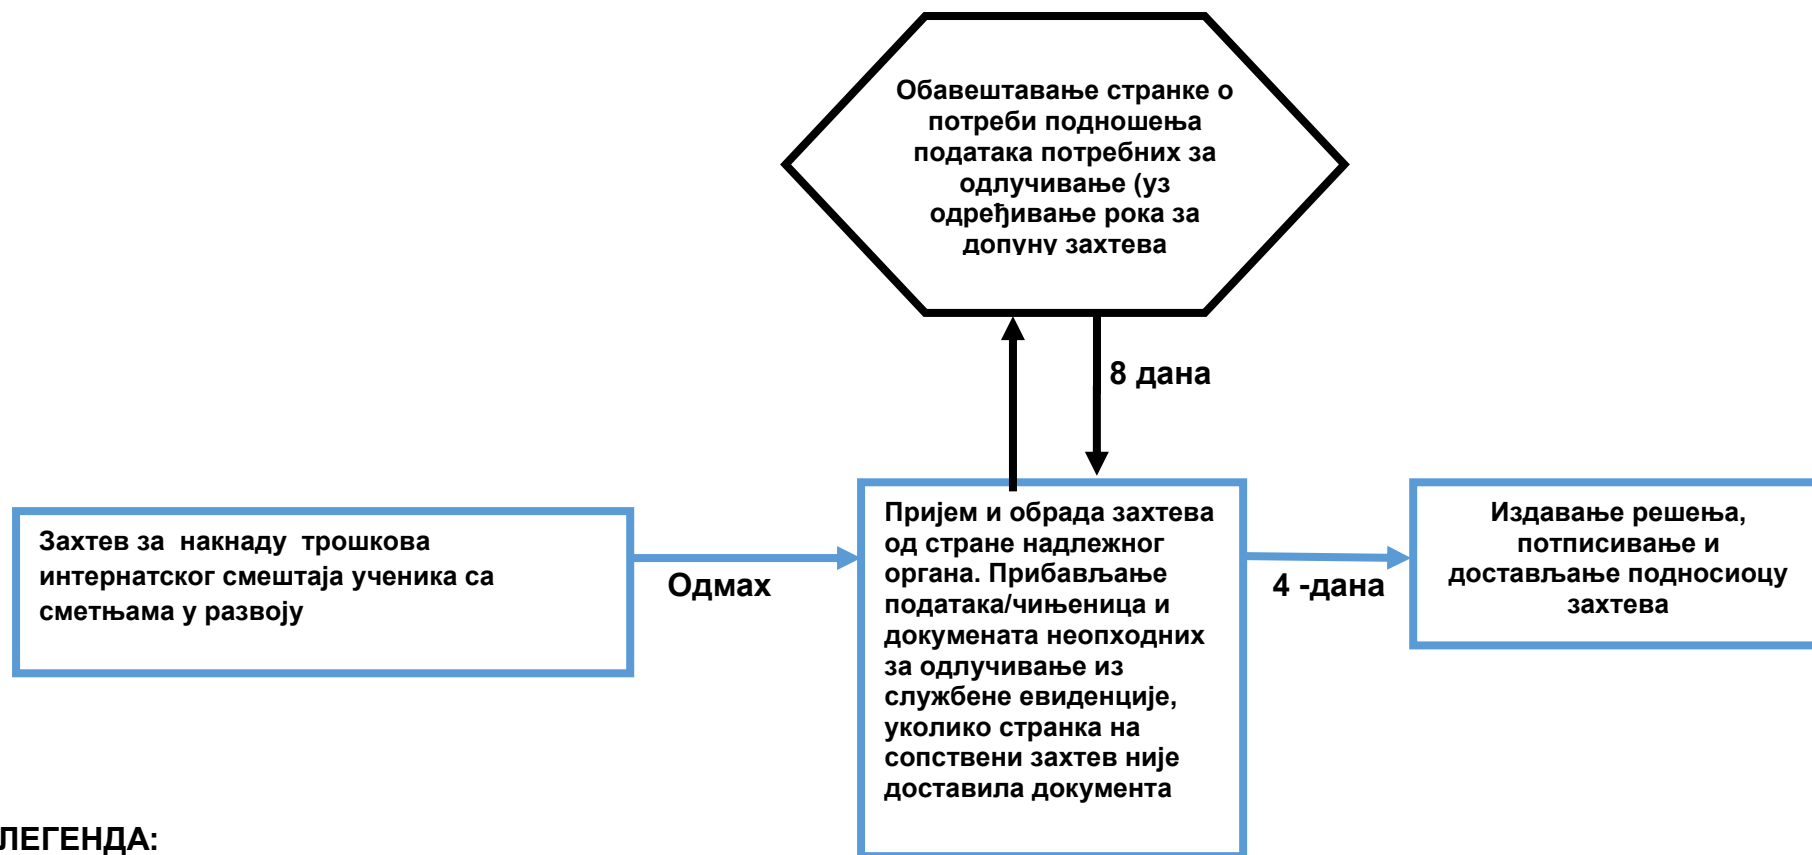 Обавештавање странке о
потреби подношења
података потребних за
одлучивање (уз
одређивање рока за
допуну захтева
8 дана
Захтев за накнаду трошкова
интернатског смештаја ученика са
сметњама у развоју
Одмах
Пријем и обрада захтева
од стране надлежног
органа. Прибављање
података/чињеница и
докумената неопходних
за одлучивање из
службене евиденције,
уколико странка на
сопствени захтев није
доставила документа
4 -дана
Издавање решења,
потписивање и
достављање подносиоцу
захтева
ЛЕГЕНДА: